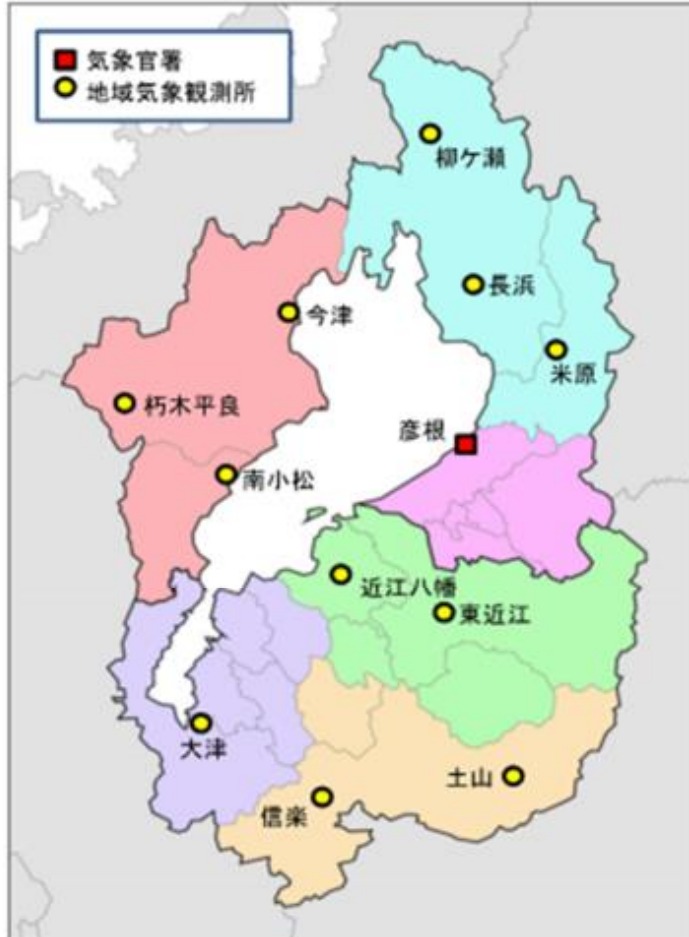 気象官署
地域気象観測所
柳ケ瀬
長浜
今津
米原
朽木平良
彦根
南小松
近江八幡
東近江
大津
土山
信楽